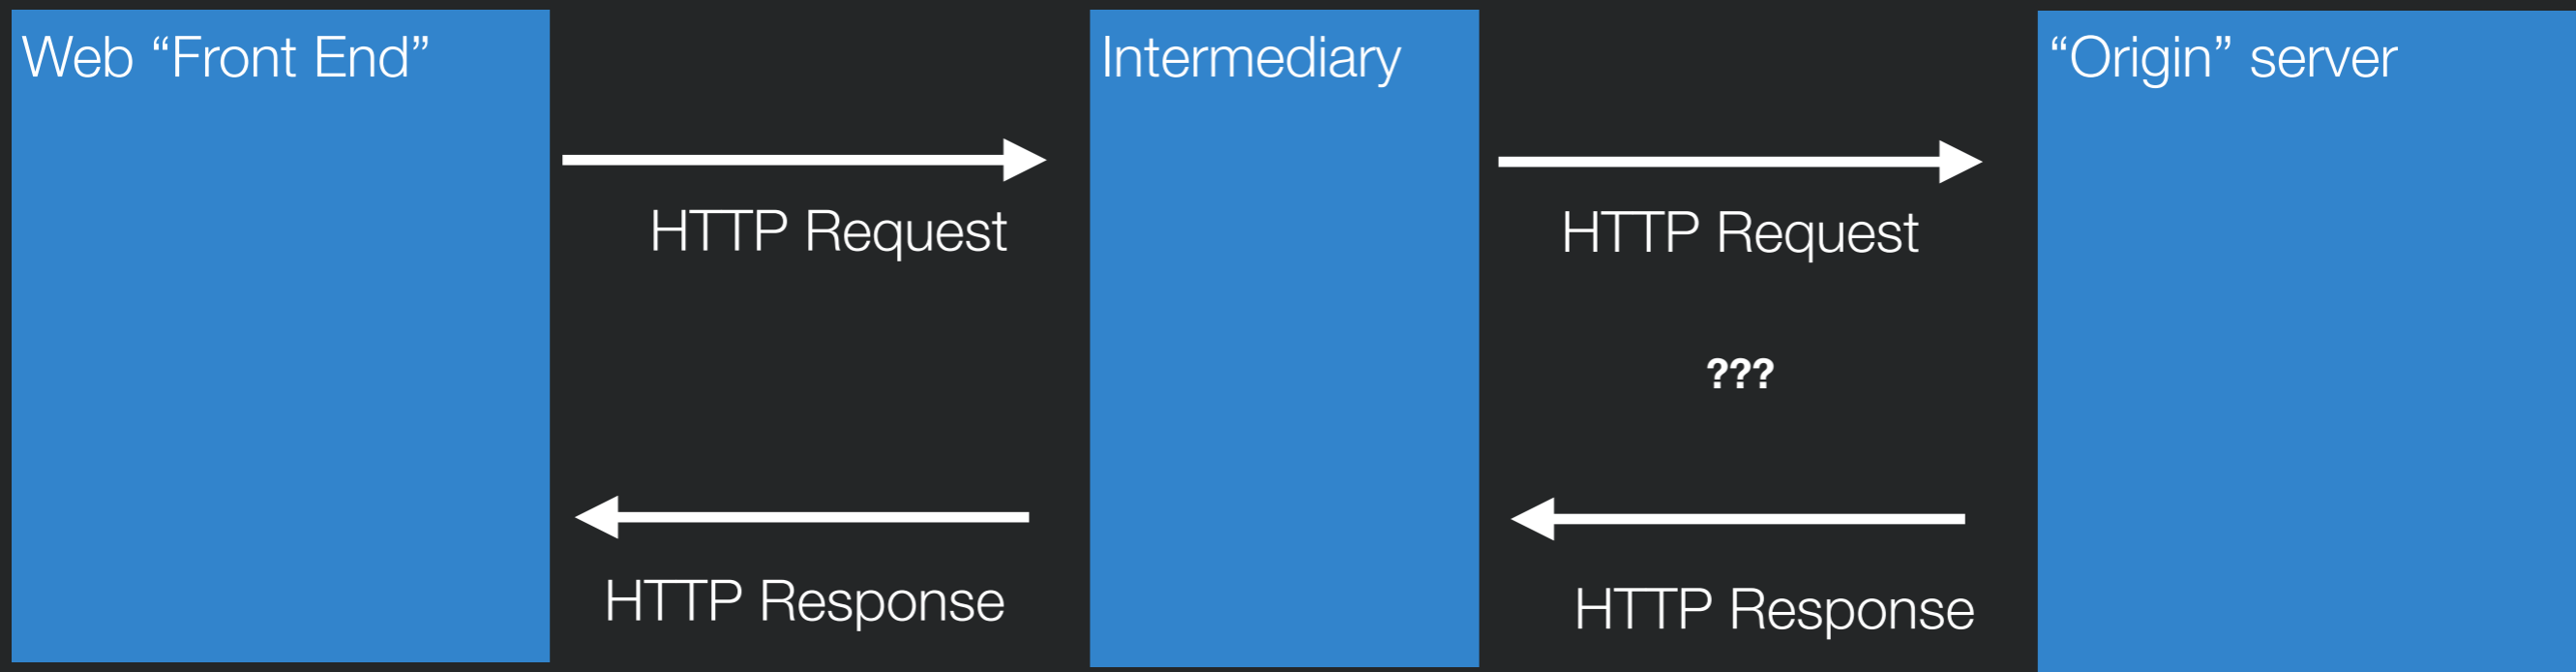 Web “Front End”
Intermediary
“Origin” server
HTTP Request
HTTP Request
???
HTTP Response
HTTP Response